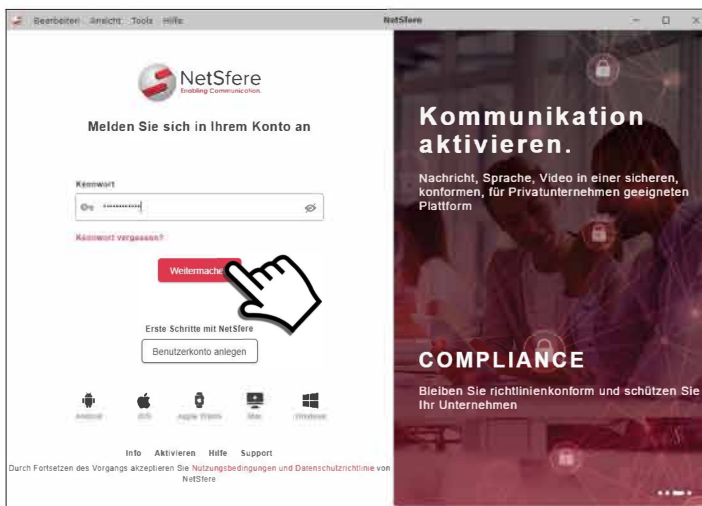 Bearbeiten Ansicht Tools Hilfe
NetSfere
NetSfere
Enabling Communication.
Melden Sie sich in Ihrem Konto an
Kennwort
Kennwort vergessen?
Weitermache
Erste Schritte mit NetSfere
Benutzerkonto anlegen
Android iOS Apple Watch Mac Windows
Info Aktivieren Hilfe Support
Durch Fortsetzen des Vorgangs akzeptieren Sie Nutzungsbedingungen und Datenschutzrichtlinie von
NetSfere
Kommunikation
aktivieren.
Nachricht, Sprache, Video in einer sicheren,
konformen, für Privatunternehmen geeigneten
Plattform
COMPLIANCE
Bleiben Sie richtlinienkonform und schützen Sie
Ihr Unternehmen